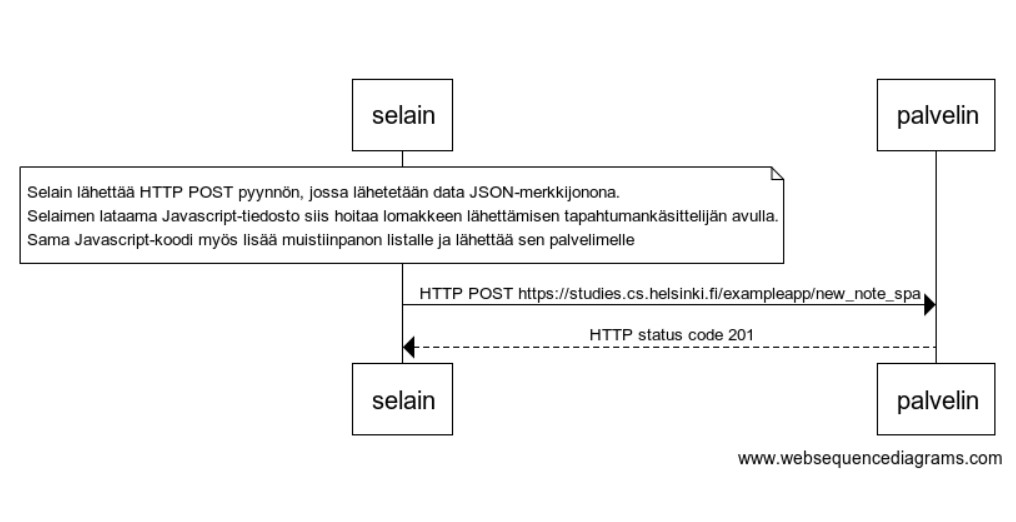 selain
palvelin
Selain lähettää HTTP POST pyynnön, jossa lähetetään data JSON-merkkijonona.
Selaimen lataama Javascript-tiedosto siis hoitaa lomakkeen lähettämisen tapahtumankäsittelijän avulla.
Sama Javascript-koodi myös lisää muistiinpanon listalle ja lähettää sen palvelimelle
HTTP POST https://studies.cs.helsinki.fi/exampleapp/new_note_spa
HTTP status code 201
selain
palvelin
www.websequencediagrams.com